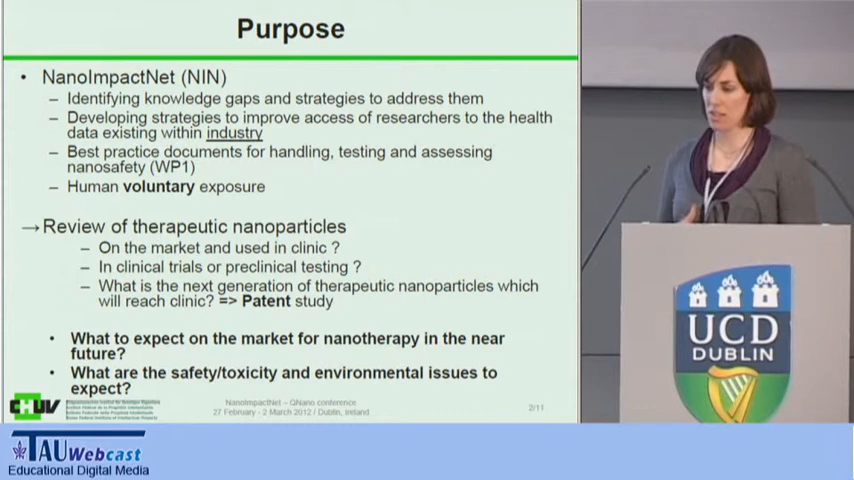 Purpose
• NanoImpactNet (NIN)
– Identifying knowledge gaps and strategies to address them
– Developing strategies to improve access of researchers to the health
data existing within industry
– Best practice documents for handling, testing and assessing
nanosafety (WP1)
– Human voluntary exposure
→Review of therapeutic nanoparticles
– On the market and used in clinic ?
– In clinical trials or preclinical testing ?
– What is the next generation of therapeutic nanoparticles which
will reach clinic? => Patent study
• What to expect on the market for nanotherapy in the near
future?
• What are the safety/toxicity and environmental issues to
expect?
NanoImpactNet – QNano conference
27 February - 2 March 2012 / Dublin, Ireland
2/11
UCD
DUBLIN
TAU Webcast
Educational Digital Media